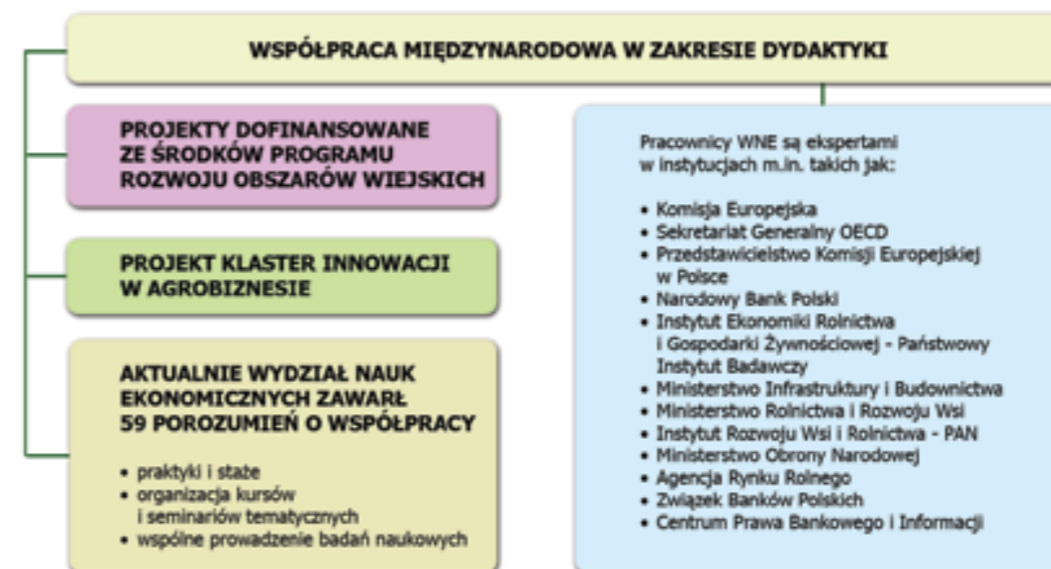 WSPÓŁPRACA MIĘDZYNARODOWA W ZAKRESIE DYDAKTYKI
PROJEKTY DOFINANSOWANE
ZE ŚRODKÓW PROGRAMU
ROZWOJU OBSZARÓW WIEJSKICH
PROJEKT KLASTER INNOWACJI
W AGROBIZNESIE
AKTUALNIE WYDZIAŁ NAUK
EKONOMICZNYCH ZAWARŁ
59 POROZUMIEŃ O WSPÓŁPRACY
• praktyki i staże
• organizacja kursów
i seminariów tematycznych
• wspólne prowadzenie badań naukowych
Pracownicy WNE są ekspertami
w instytucjach m.in. takich jak:
• Komisja Europejska
• Sekretariat Generalny OECD
• Przedstawicielstwo Komisji Europejskiej
w Polsce
• Narodowy Bank Polski
• Instytut Ekonomiki Rolnictwa
i Gospodarki Żywnościowej - Państwowy
Instytut Badawczy
• Ministerstwo Infrastruktury i Budownictwa
• Ministerstwo Rolnictwa i Rozwoju Wsi
• Instytut Rozwoju Wsi i Rolnictwa - PAN
• Ministerstwo Obrony Narodowej
• Agencja Rynku Rolnego
• Związek Banków Polskich
• Centrum Prawa Bankowego i Informacji